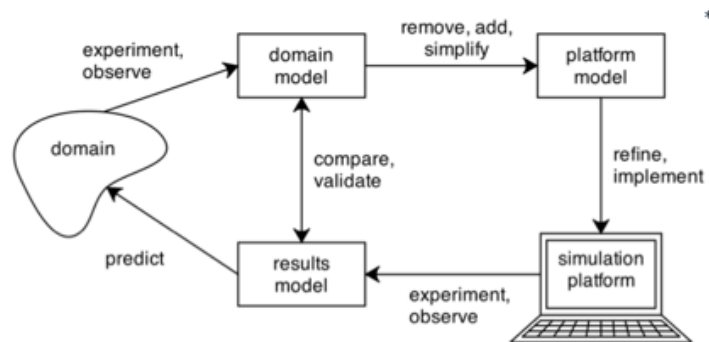 *
experiment,
observe
domain
model
remove, add,
simplify
platform
model
domain
compare,
validate
refine,
implement
predict
results
model
experiment,
observe
simulation
platform